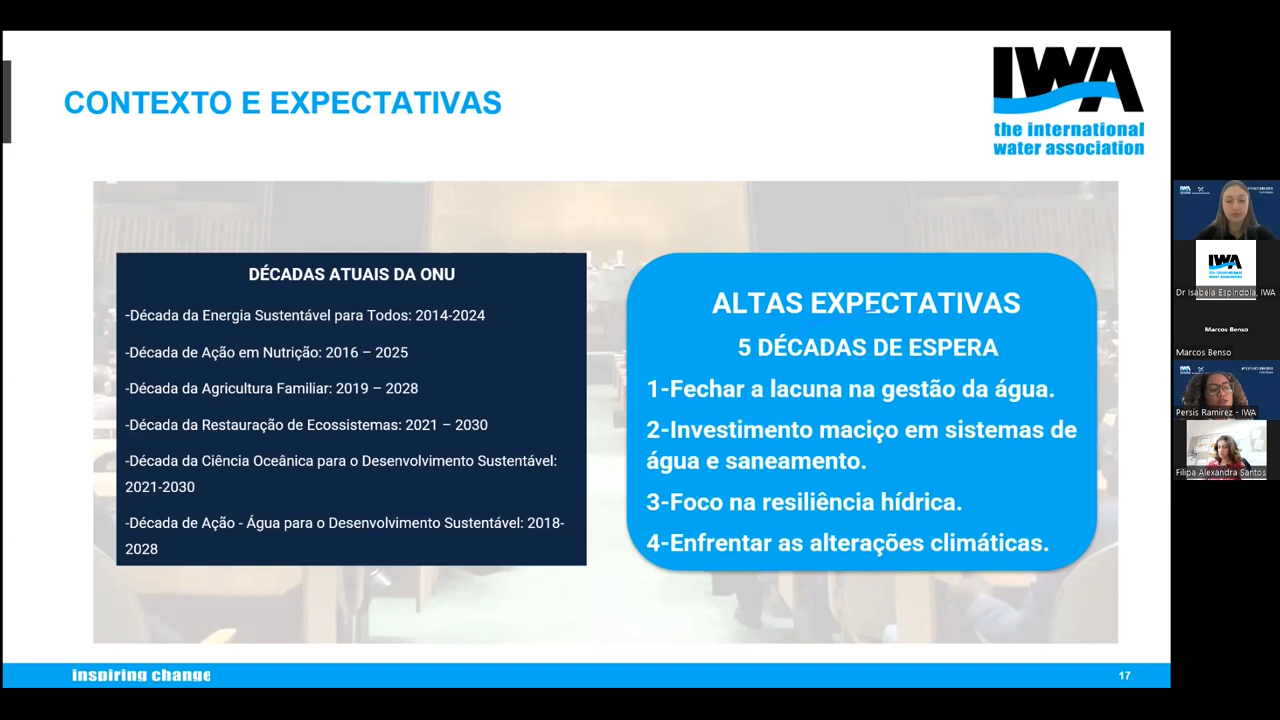 CONTEXTO E EXPECTATIVAS
IWA
the international
water association
DÉCADAS ATUAIS DA ONU
-Década da Energia Sustentável para Todos: 2014-2024
-Década de Ação em Nutrição: 2016 – 2025
-Década da Agricultura Familiar: 2019 – 2028
-Década da Restauração de Ecossistemas: 2021 – 2030
-Década da Ciência Oceânica para o Desenvolvimento Sustentável:
2021-2030
-Década de Ação - Água para o Desenvolvimento Sustentável: 2018-
2028
ALTAS EXPECTATIVAS
5 DÉCADAS DE ESPERA
1-Fechar a lacuna na gestão da água.
2-Investimento maciço em sistemas de
água e saneamento.
3-Foco na resiliência hídrica.
4-Enfrentar as alterações climáticas.
inspiring change
17
IWA
IWA
Dr Isabela Espindola, IWA
Marcos Benso
Marcos Benso
IWA
Persis Ramirez - IWA
Filipa Alexandra Santos